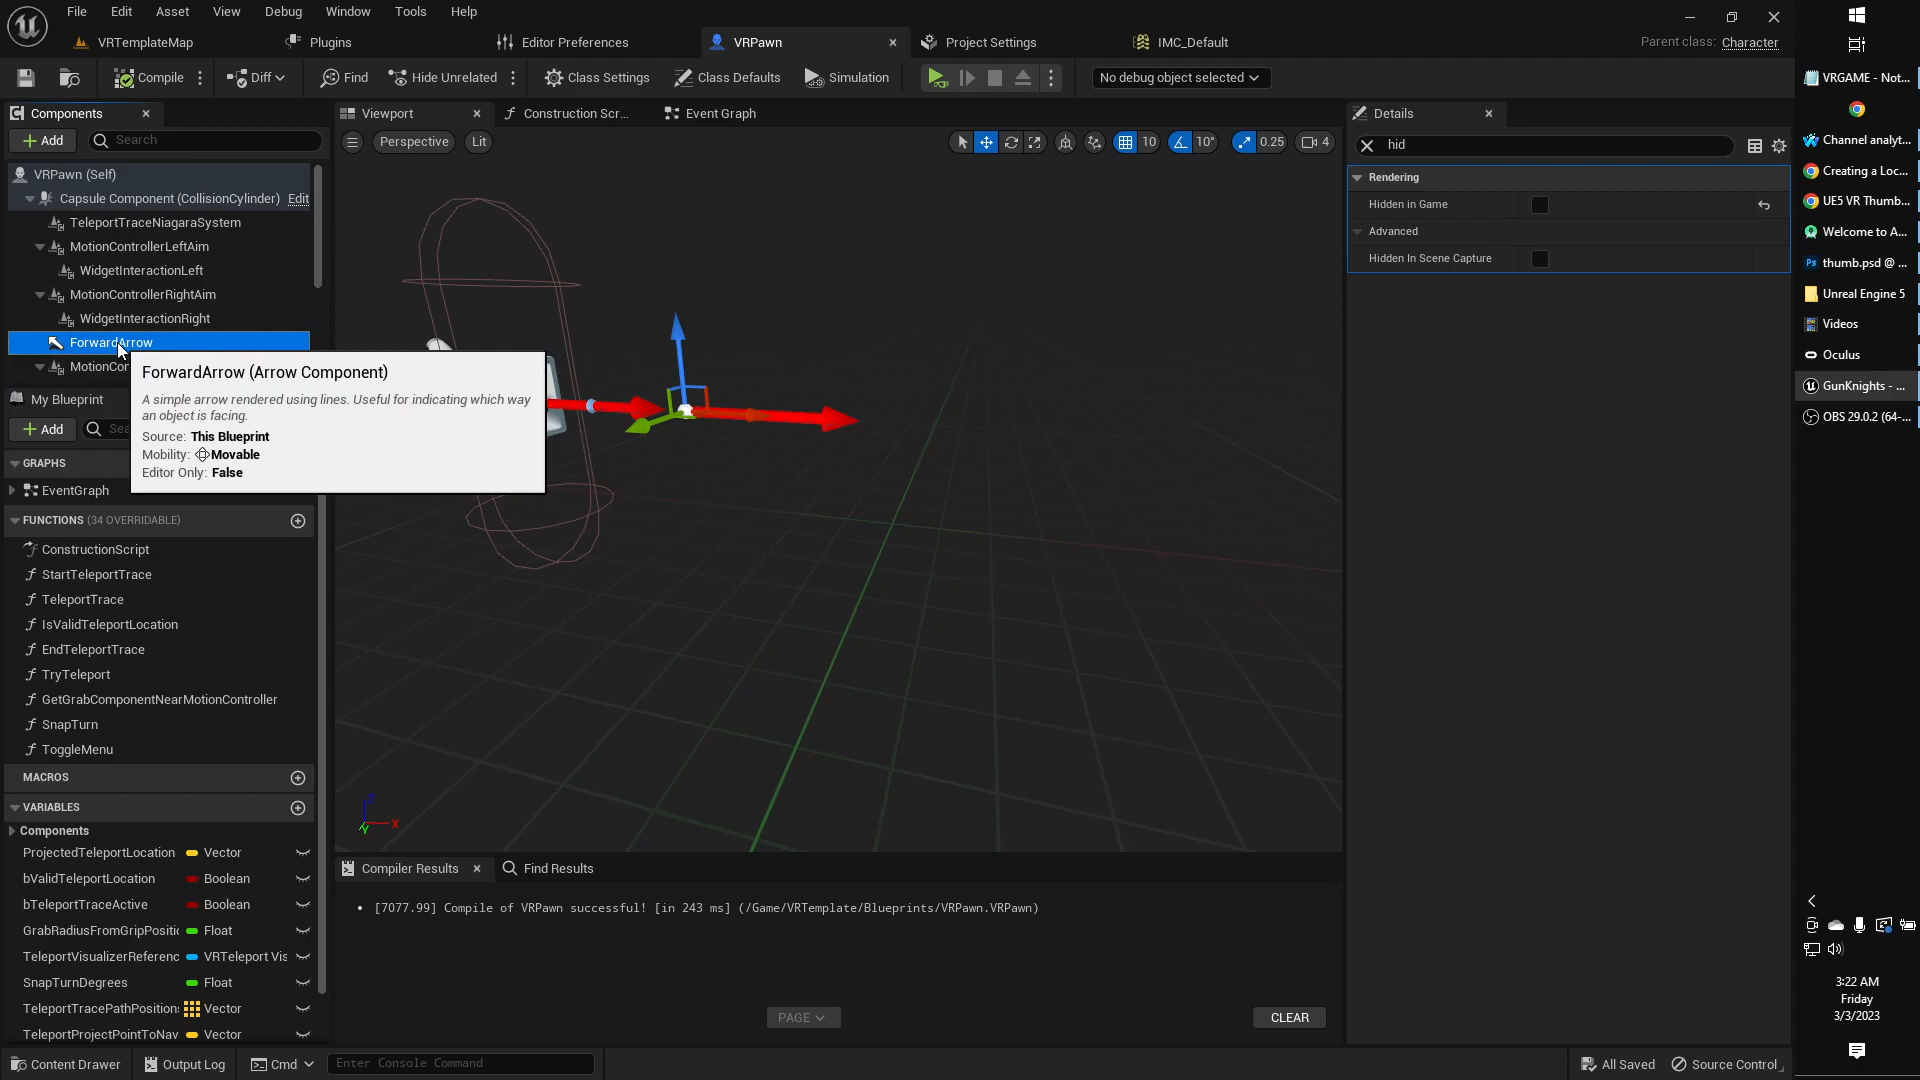 File Edit Asset View Debug Window Tools Help
VRTemplateMap Plugins Editor Preferences VRPawn Project Settings IMC_Default Parent class: Character
Compile Diff Find Hide Unrelated Class Settings Class Defaults Simulation No debug object selected
Components
Add Search
VRPawn (Self)
Capsule Component (CollisionCylinder) Edit
TeleportTraceNiagaraSystem
MotionControllerLeftAim
WidgetInteractionLeft
MotionControllerRightAim
WidgetInteractionRight
ForwardArrow
MotionCon
My Blueprint
Add Sea
GRAPHS
EventGraph
FUNCTIONS (34 OVERRIDABLE)
ConstructionScript
StartTeleportTrace
TeleportTrace
IsValidTeleportLocation
EndTeleportTrace
TryTeleport
GetGrabComponentNearMotionController
SnapTurn
ToggleMenu
MACROS
VARIABLES
Components
ProjectedTeleportLocation Vector
bValidTeleportLocation Boolean
bTeleportTraceActive Boolean
GrabRadiusFromGripPositic Float
TeleportVisualizerReferenc VRTeleport Vis
SnapTurnDegrees Float
TeleportTracePathPosition Vector
TeleportProjectPointToNav Vector
Viewport Construction Scr... Event Graph
Perspective Lit 10 10° 0.25 4
ForwardArrow (Arrow Component)
A simple arrow rendered using lines. Useful for indicating which way
an object is facing.
Source: This Blueprint
Mobility: Movable
Editor Only: False
Z
X
Y
Compiler Results Find Results
[7077.99] Compile of VRPawn successful! [in 243 ms] (/Game/VRTemplate/Blueprints/VRPawn.VRPawn)
PAGE CLEAR
Details
hid
Rendering
Hidden in Game
Advanced
Hidden In Scene Capture
Content Drawer Output Log Cmd Enter Console Command All Saved Source Control
VRGAME - Not...
Channel analyt...
Creating a Loc...
UE5 VR Thumb...
Welcome to A...
Ps thumb.psd @ ...
Unreal Engine 5
Videos
Oculus
GunKnights - ...
OBS 29.0.2 (64-...
3:22 AM
Friday
3/3/2023